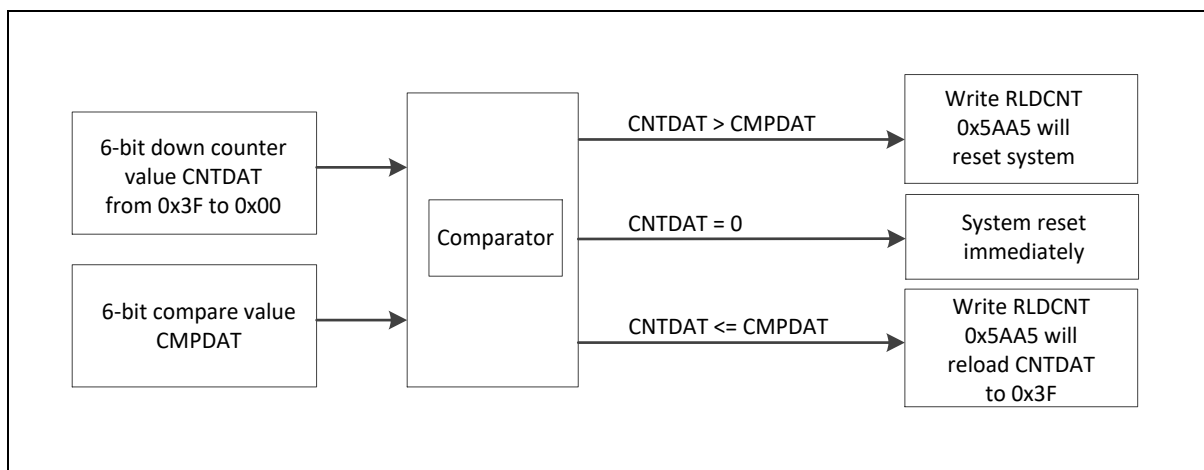 6-bit down counter
value CNTDAT
from 0x3F to 0x00
6-bit compare value
CMPDAT
Comparator
CNTDAT > CMPDAT
CNTDAT = 0
CNTDAT <= CMPDAT
Write RLDCNT
0x5AA5 will
reset system
System reset
immediately
Write RLDCNT
0x5AA5 will
reload CNTDAT
to 0x3F